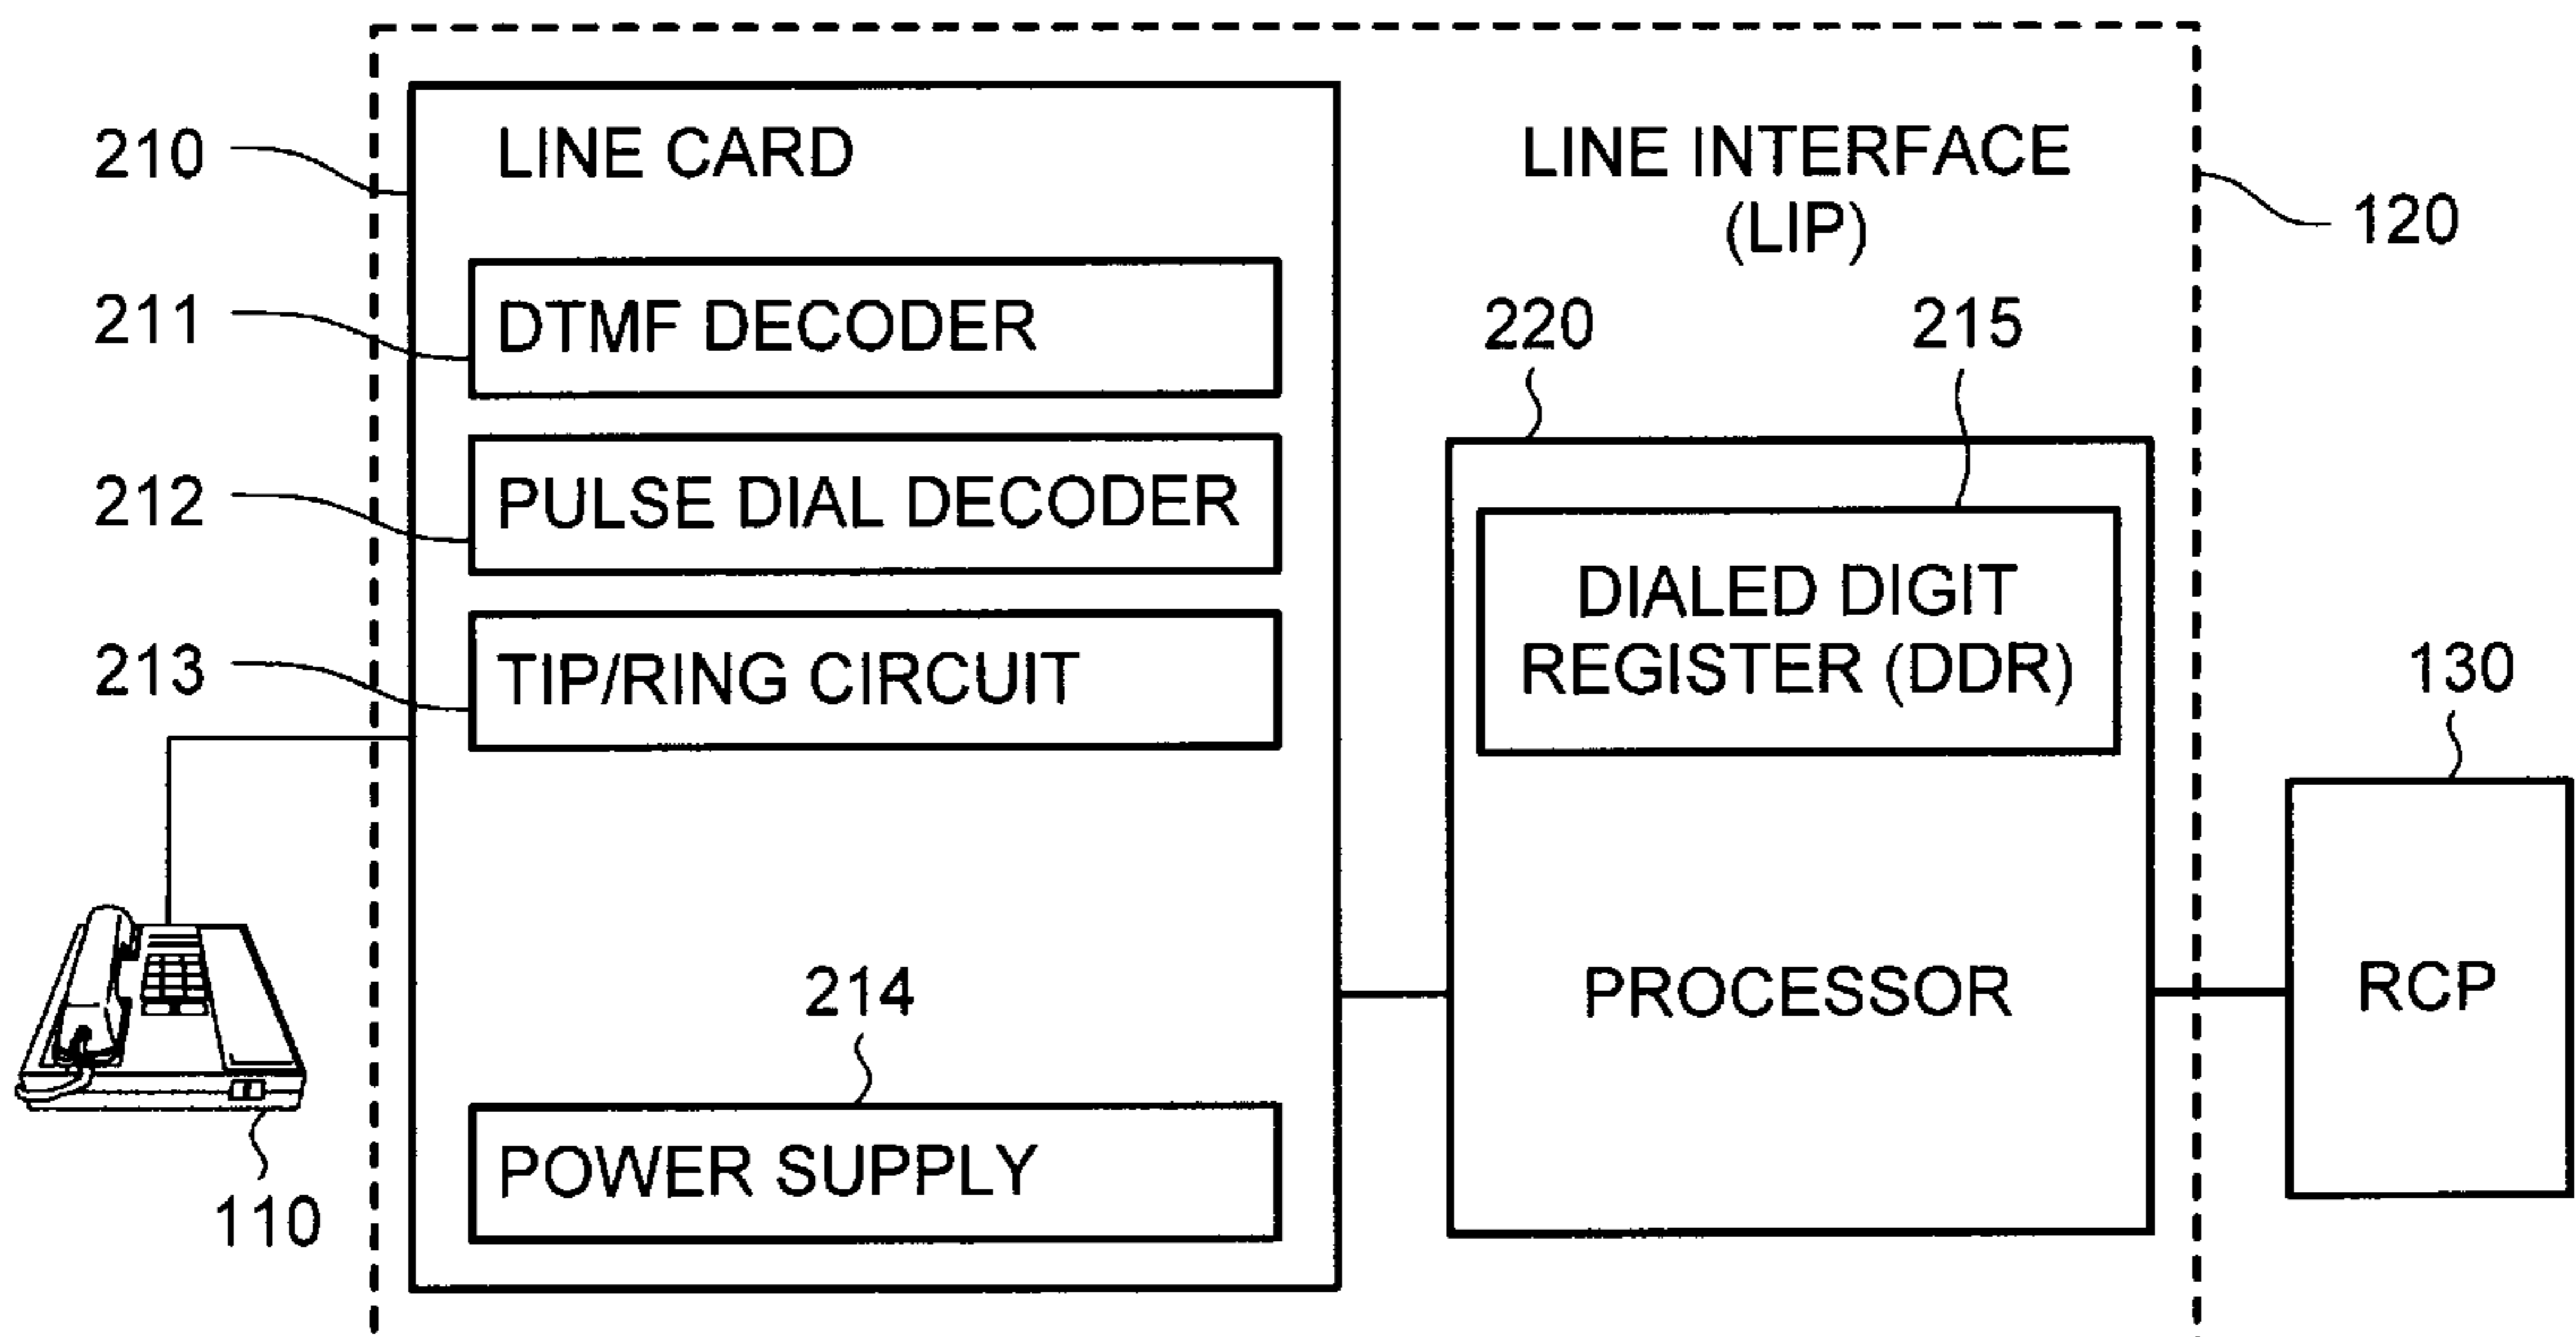 210
LINE CARD
LINE INTERFACE
(LIP)
120
211
DTMF DECODER
220
215
212
PULSE DIAL DECODER
DIALED DIGIT
REGISTER (DDR)
213
TIP/RING CIRCUIT
130
214
PROCESSOR
RCP
POWER SUPPLY
110